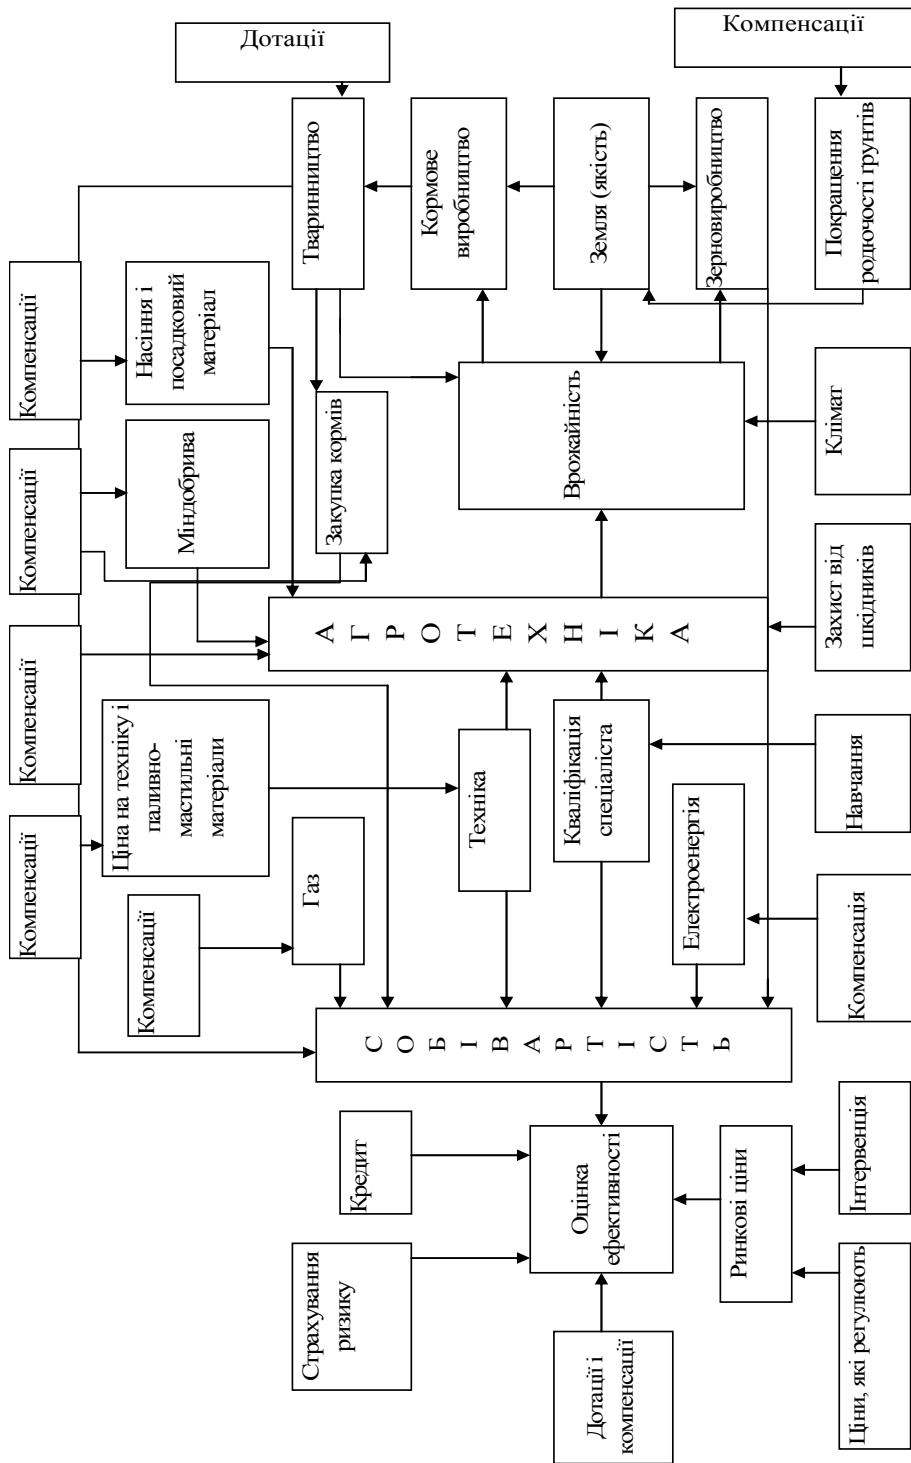 Дотації
Компенсації
Тваринництво
Кормове
виробництво
Земля (якість)
Зерновиробництво
Покращення
родючості ґрунтів
Компенсації
Насіння і
посадковий
матеріал
Компенсації
Міндобрива
Закупка кормів
Врожайність
Клімат
А Г Р О Т Е Х Н І К А
Захист від
шкідників
Компенсації
Ціна на техніку і
паливно-
мастильні
матеріали
Компенсації
Техніка
Кваліфікація
спеціаліста
Навчання
Газ
Компенсації
Електроенергія
Компенсація
С О Б І В А Р Т І С Т Ь
Кредит
Страхування
ризику
Оцінка
ефективності
Дотації і
компенсації
Ринкові ціни
Інтервенція
Ціни, які регулюють